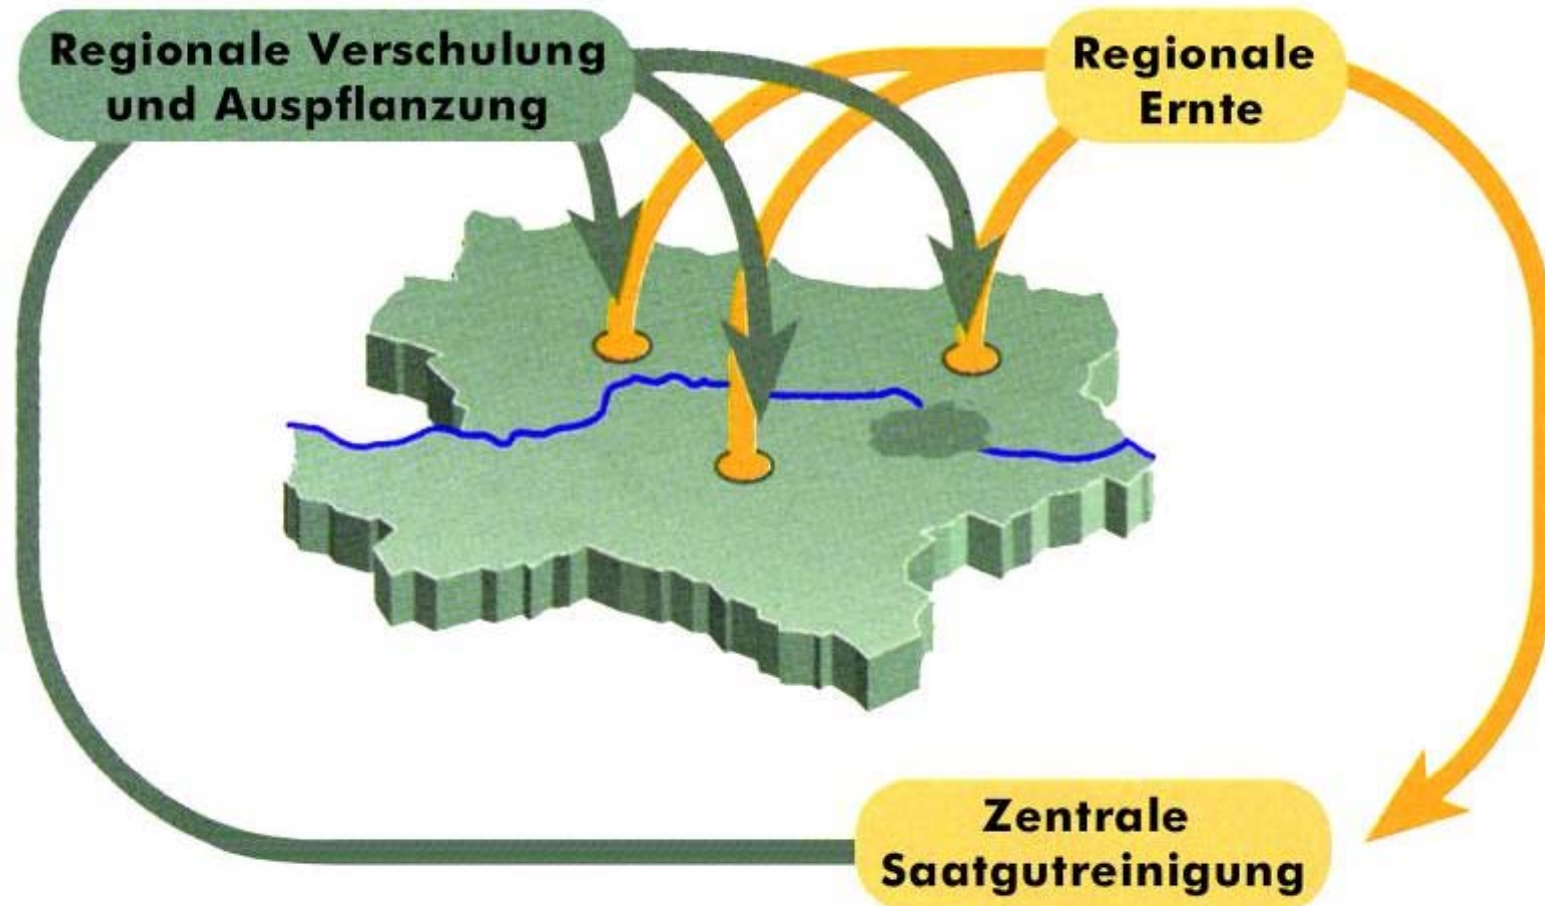 Regionale Verschulung
und Auspflanzung
Regionale
Ernte
Zentrale
Saatgutreinigung